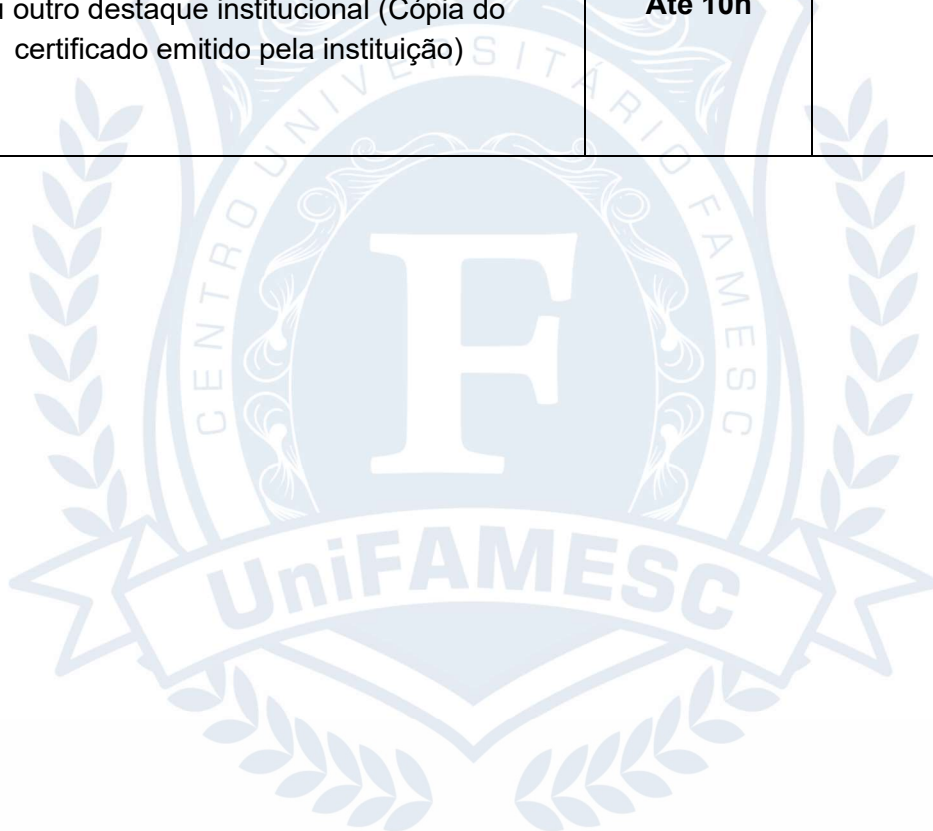 outro destaque institucional (Cópia do
certificado emitido pela instituição)
Até 10h
CENTRO UNIVERSITÁRIO FAMESC
F
UniFAMESC